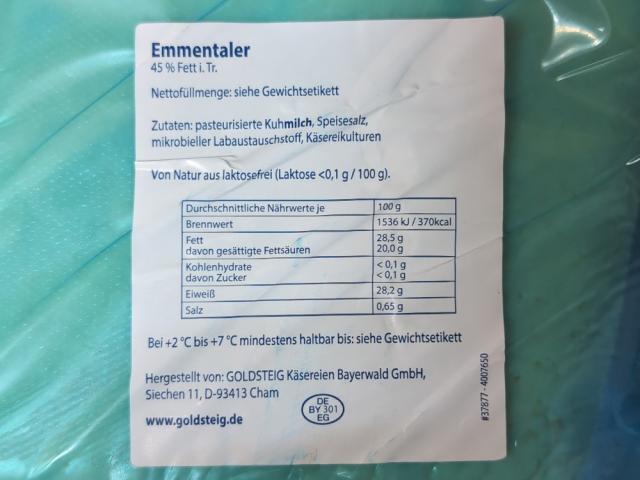 Emmentaler
45 % Fett i. Tr.
Nettofüllmenge: siehe Gewichtsetikett
Zutaten: pasteurisierte Kuhmilch, Speisesalz,
mikrobieller Labaustauschstoff, Käsereikulturen
Von Natur aus laktosefrei (Laktose <0,1 g / 100 g).
Durchschnittliche Nährwerte je 100 g
Brennwert 1536 kJ / 370kcal
Fett 28,5 g
davon gesättigte Fettsäuren 20,0 g
Kohlenhydrate < 0,1 g
davon Zucker < 0,1 g
Eiweiß 28,2 g
Salz 0,65 g
Bei +2 °C bis +7 °C mindestens haltbar bis: siehe Gewichtsetikett
Hergestellt von: GOLDSTEIG Käsereien Bayerwald GmbH,
Siechen 11, D-93413 Cham
www.goldsteig.de
DE
BY 301
EG
#37877 - 4007650